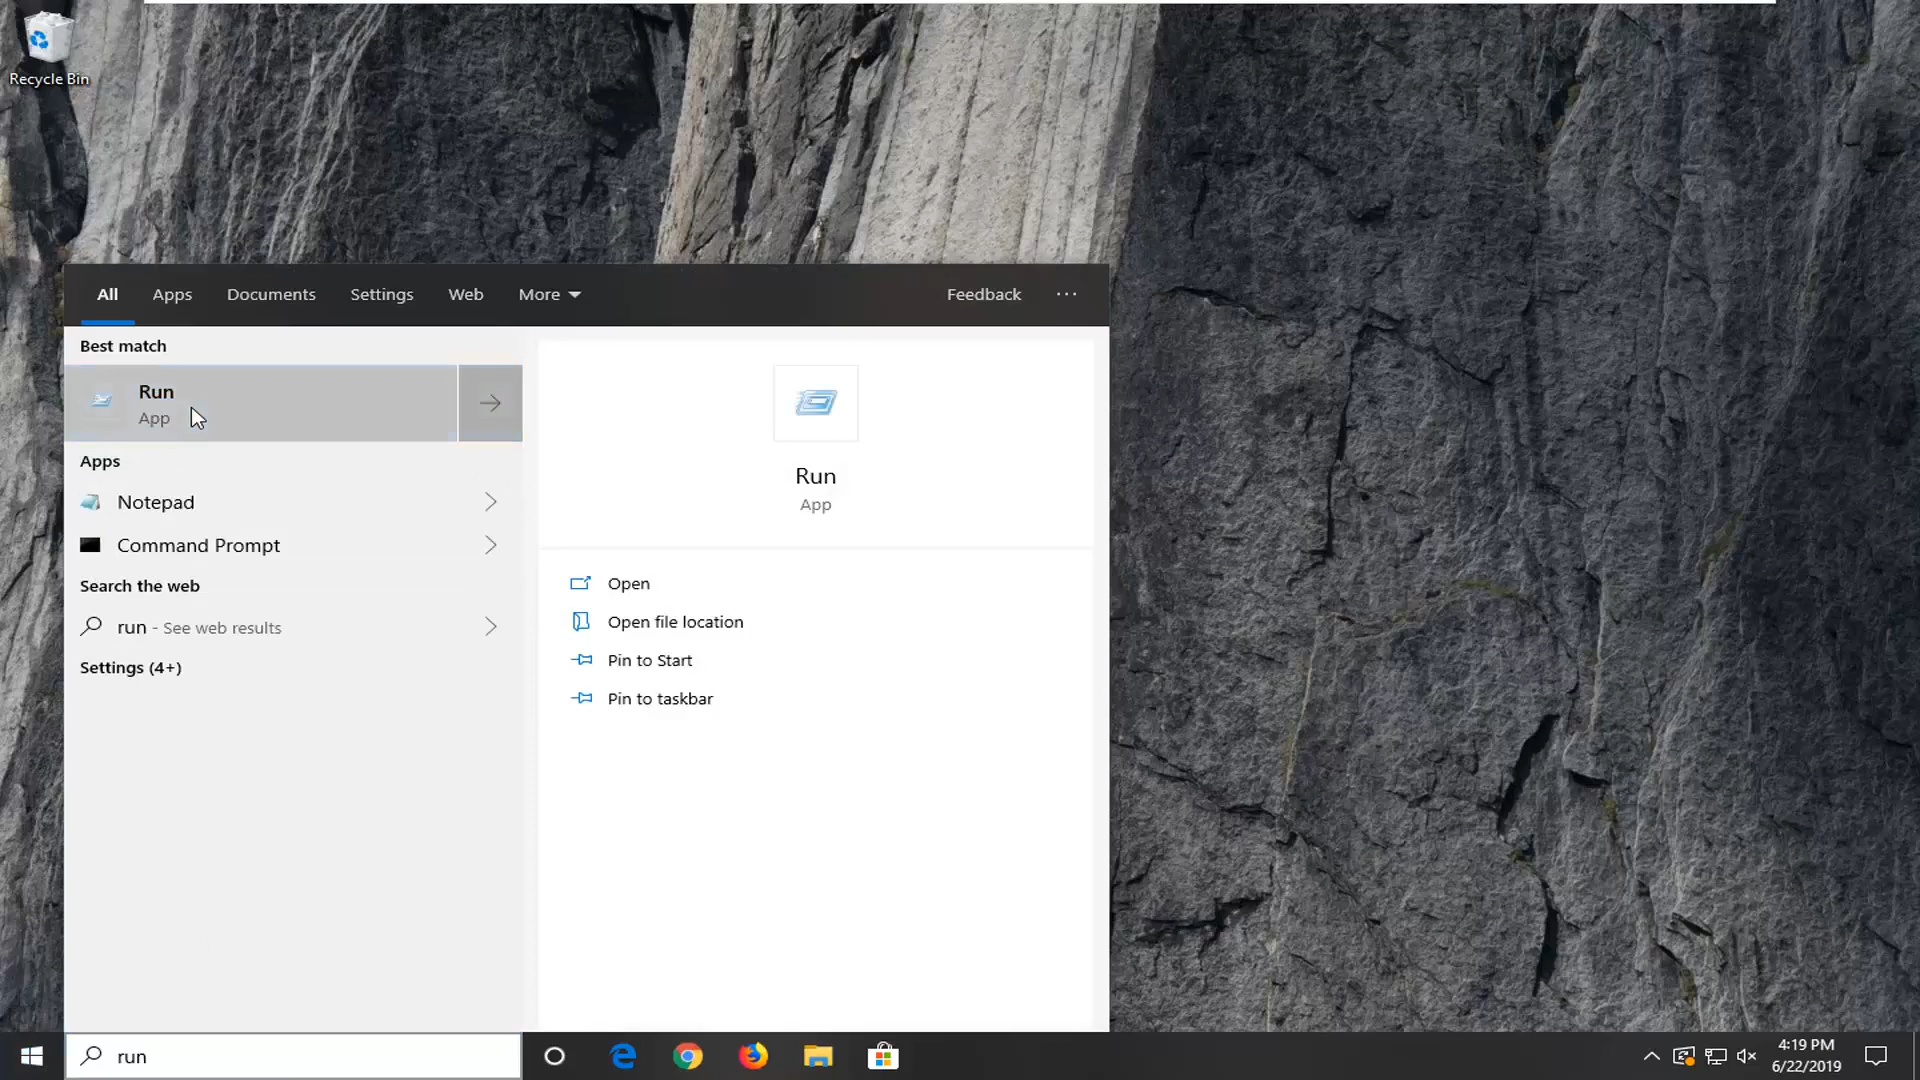 Recycle Bin
All Apps Documents Settings Web More Feedback ...
Best match
Run
App
Apps
Notepad
Command Prompt
Search the web
run - See web results
Settings (4+)
Run
App
Open
Open file location
Pin to Start
Pin to taskbar
run
4:19 PM
6/22/2019